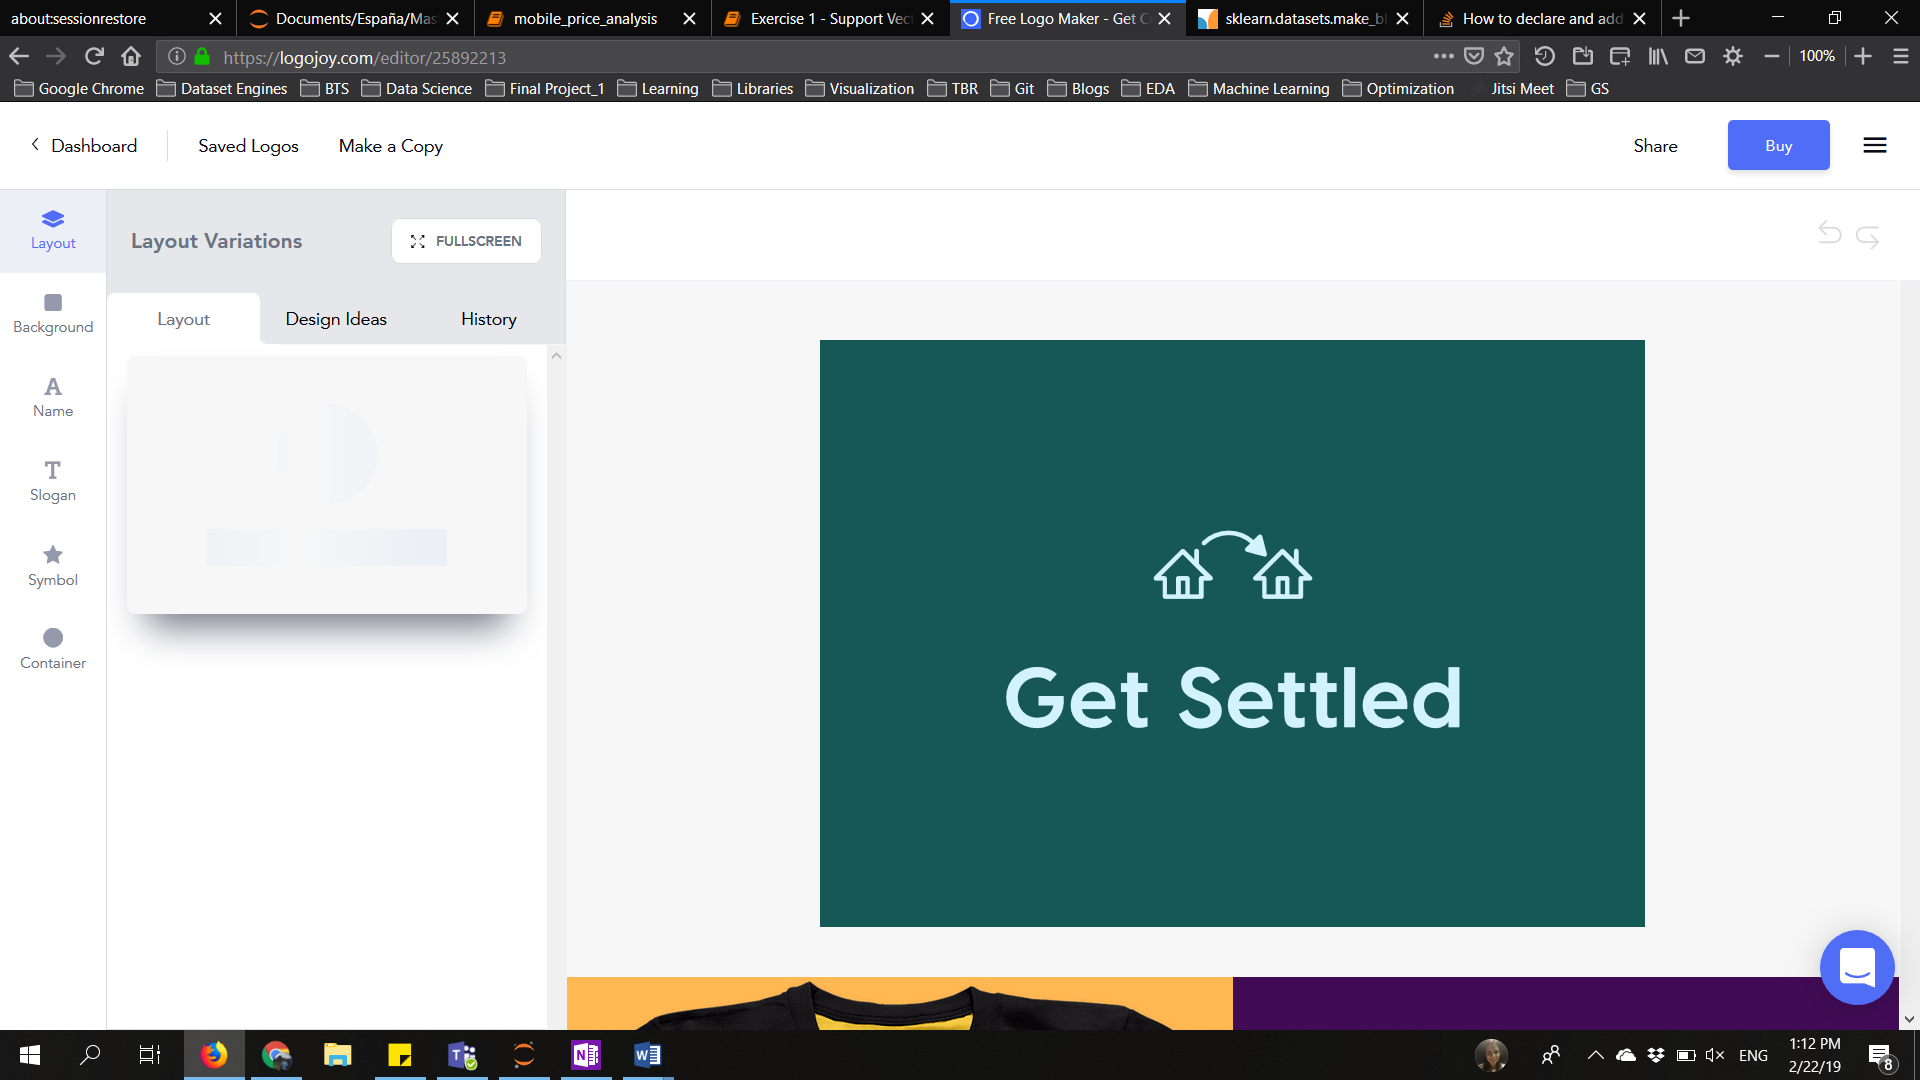 about:sessionrestore
Documents/España/Mas
mobile_price_analysis
Exercise 1 - Support Vect
Free Logo Maker - Get C
sklearn.datasets.make_bl
How to declare and add
https://logojoy.com/editor/25892213
100%
Google Chrome
Dataset Engines
BTS
Data Science
Final Project_1
Learning
Libraries
Visualization
TBR
Git
Blogs
EDA
Machine Learning
Optimization
Jitsi Meet
GS
Dashboard
Saved Logos
Make a Copy
Share
Buy
Layout
Background
Name
Slogan
Symbol
Container
Layout Variations
FULLSCREEN
Layout
Design Ideas
History
Get Settled
ENG
1:12 PM
2/22/19
8